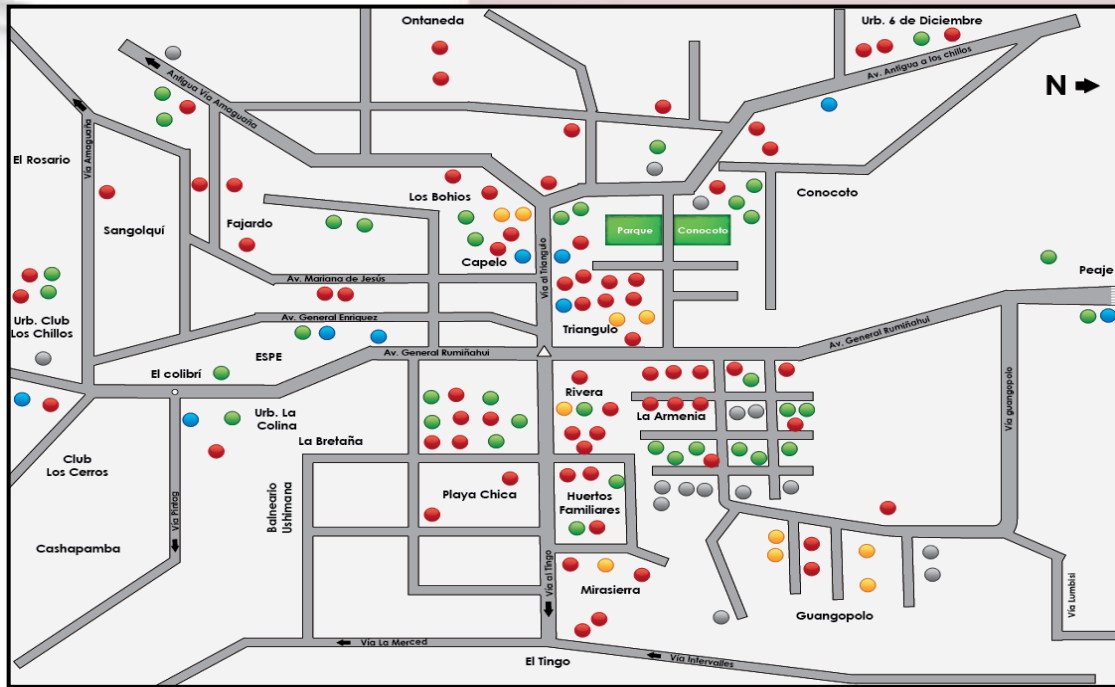 Ontaneda
Urb. 6 de Diciembre
Antigua Vía Amaguaña
Av. Antigua a los chillos
N
El Rosario
Vía Amaguaña
Los Bohios
Conocoto
Sangolquí
Fajardo
Parque
Conocoto
Capelo
Vía al Triangulo
Peaje
Av. Mariana de Jesús
Urb. Club
Los Chillos
Av. General Enriquez
Triangulo
ESPE
Av. General Rumiñahui
Av. General Rumiñahui
El colibrí
Vía guangopolo
Rivera
Urb. La
Colina
La Armenia
La Bretaña
Club
Los Cerros
Playa Chica
Huertos
Familiares
Balneario
Ushimana
Vía Pintag
Cashapamba
Vía al Tingo
Mirasierra
Guangopolo
Vía Lumbisi
Vía La Merced
El Tingo
Vía Intervalles